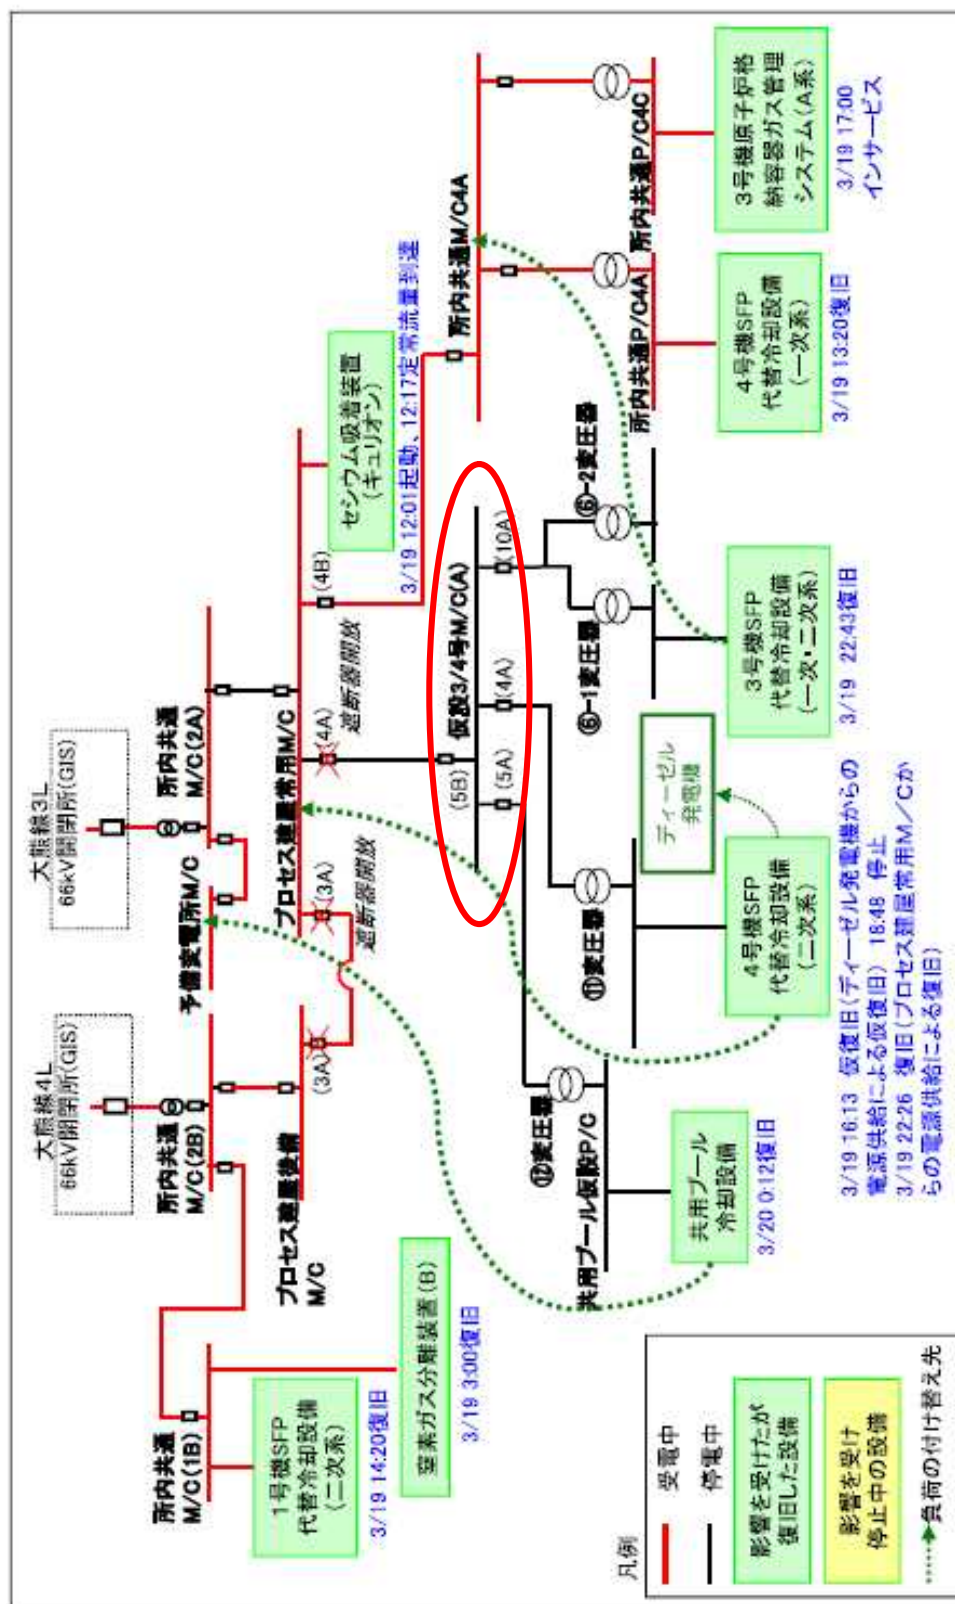 大熊線4L
66kV開閉所(GIS)
大熊線3L
66kV開閉所(GIS)
所内共通
M/C(1B)
所内共通
M/C(2B)
予備変電所M/C
所内共通
M/C(2A)
プロセス建屋後備
M/C
(3A)
(3A)
遮断器開放
プロセス建屋常用M/C
(4A)
遮断器開放
(4B)
1号機SFP
代替冷却設備
(二次系)
3/19 14:20復旧
窒素ガス分離装置(B)
3/19 3:00復旧
セシウム吸着装置
(キュリオン)
3/19 12:01起動、12:17定常流量到達
仮設3/4号M/C(A)
(5B)
(5A)
(4A)
(10A)
所内共通M/C4A
⑫変圧器
⑪変圧器
⑥-1変圧器
⑥-2変圧器
共用プール仮設P/C
所内共通P/C4A
所内共通P/C4C
ディーゼル
発電機
共用プール
冷却設備
3/20 0:12復旧
4号機SFP
代替冷却設備
(二次系)
3/19 16:13 仮復旧(ディーゼル発電機からの
電源供給による仮復旧) 18:48 停止
3/19 22:26 復旧(プロセス建屋常用M/Cか
らの電源供給による復旧)
3号機SFP
代替冷却設備
(一次・二次系)
3/19 22:43復旧
4号機SFP
代替冷却設備
(一次系)
3/19 13:20復旧
3号機原子炉格
納容器ガス管理
システム(A系)
3/19 17:00
インサービス
凡例
受電中
停電中
影響を受けたが
復旧した設備
影響を受け
停止中の設備
負荷の付け替え先